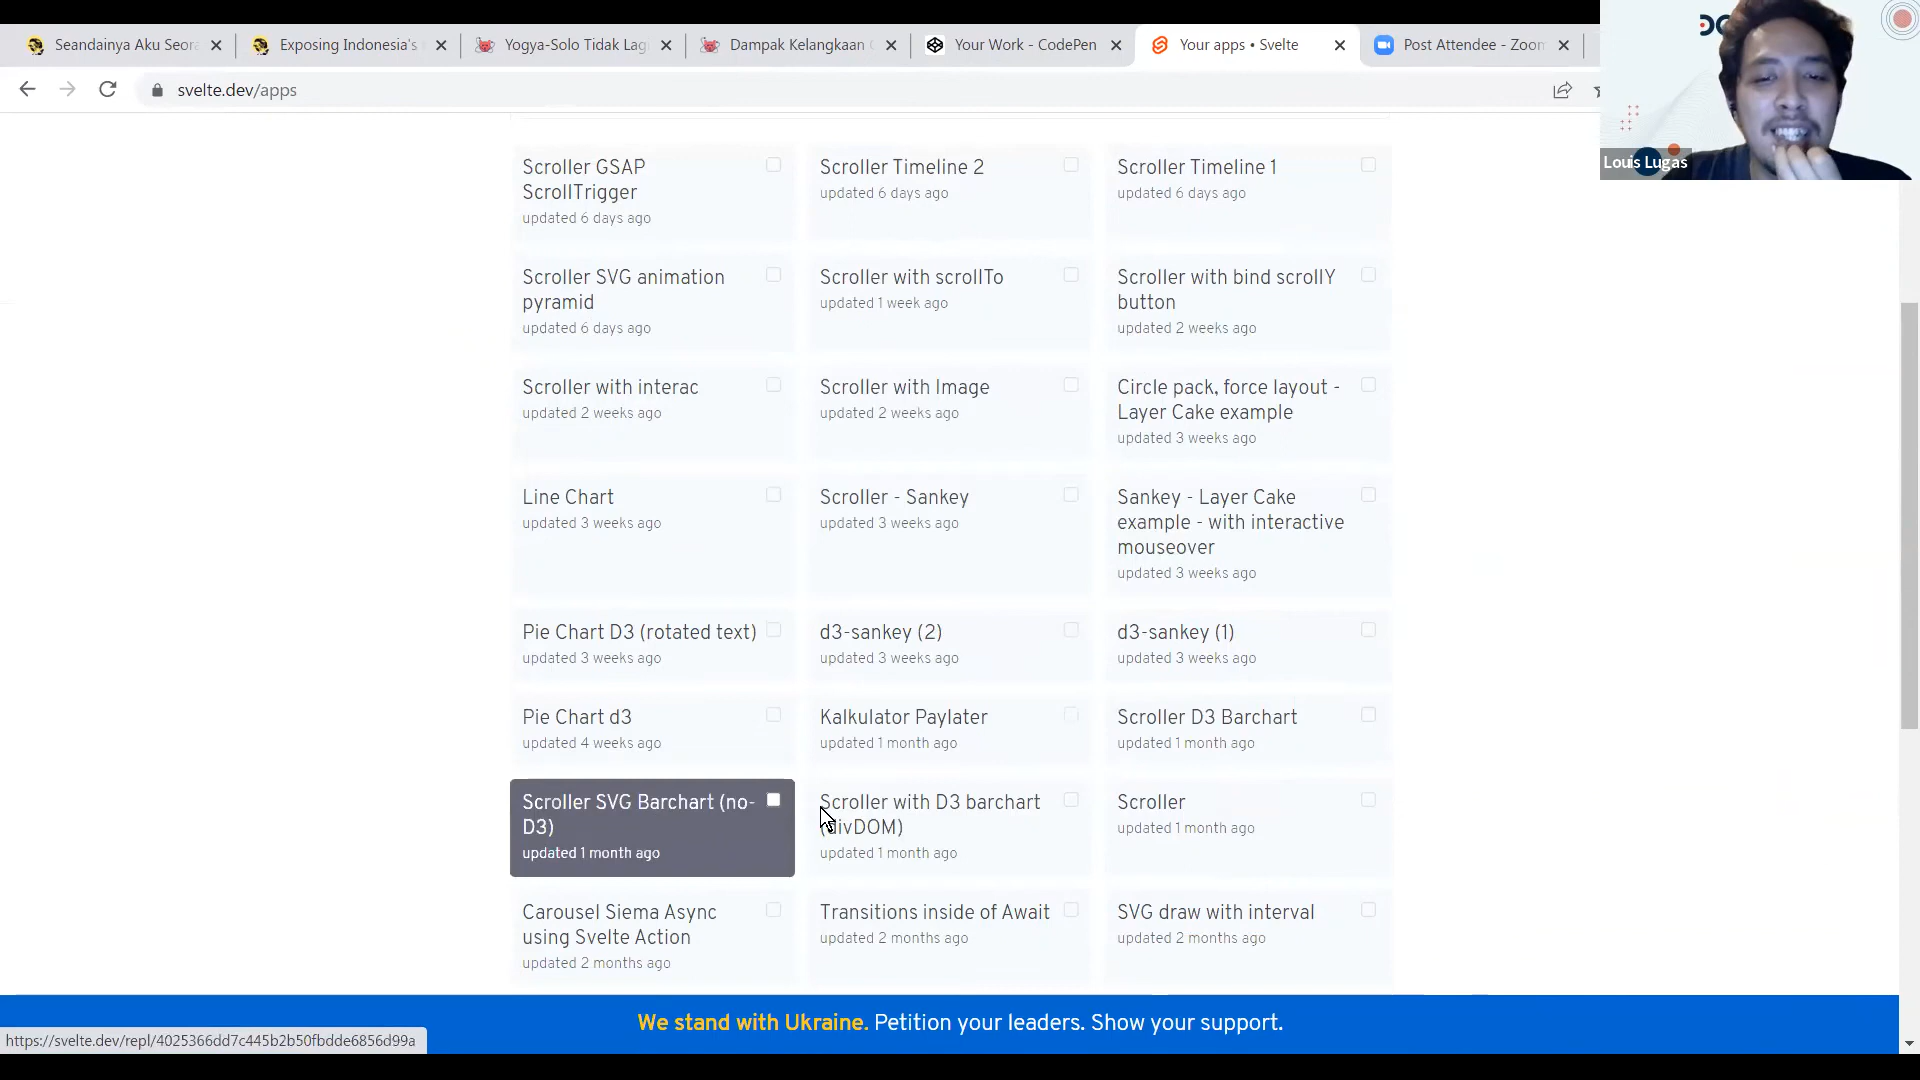 Seandainya Aku Seora
Exposing Indonesia's
Yogya-Solo Tidak Lag
Dampak Kelangkaan
Your Work - CodePen
Your apps • Svelte
Post Attendee - Zoom
svelte.dev/apps
Louis Lugas
Scroller GSAP
ScrollTrigger
updated 6 days ago
Scroller Timeline 2
updated 6 days ago
Scroller Timeline 1
updated 6 days ago
Scroller SVG animation
pyramid
updated 6 days ago
Scroller with scrollTo
updated 1 week ago
Scroller with bind scrollY
button
updated 2 weeks ago
Scroller with interac
updated 2 weeks ago
Scroller with Image
updated 2 weeks ago
Circle pack, force layout -
Layer Cake example
updated 3 weeks ago
Line Chart
updated 3 weeks ago
Scroller - Sankey
updated 3 weeks ago
Sankey - Layer Cake
example - with interactive
mouseover
updated 3 weeks ago
Pie Chart D3 (rotated text)
updated 3 weeks ago
d3-sankey (2)
updated 3 weeks ago
d3-sankey (1)
updated 3 weeks ago
Pie Chart d3
updated 4 weeks ago
Kalkulator Paylater
updated 1 month ago
Scroller D3 Barchart
updated 1 month ago
Scroller SVG Barchart (no-
D3)
updated 1 month ago
Scroller with D3 barchart
(divDOM)
updated 1 month ago
Scroller
updated 1 month ago
Carousel Siema Async
using Svelte Action
updated 2 months ago
Transitions inside of Await
updated 2 months ago
SVG draw with interval
updated 2 months ago
We stand with Ukraine. Petition your leaders. Show your support.
https://svelte.dev/repl/4025366dd7c445b2b50fbdde6856d99a